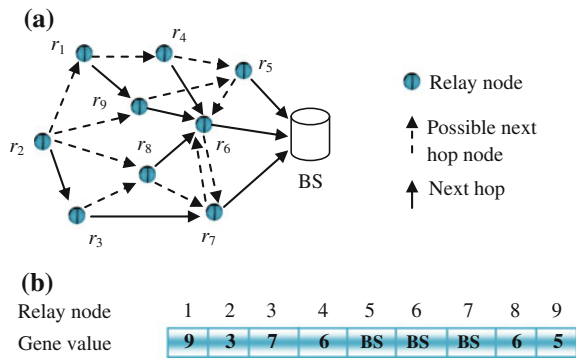 (a)
r1
r4
r5
r9
r2
r8
r6
BS
r3
r7
Relay node
Possible next
hop node
Next hop
(b)
Relay node 1 2 3 4 5 6 7 8 9
Gene value 9 3 7 6 BS BS BS 6 5